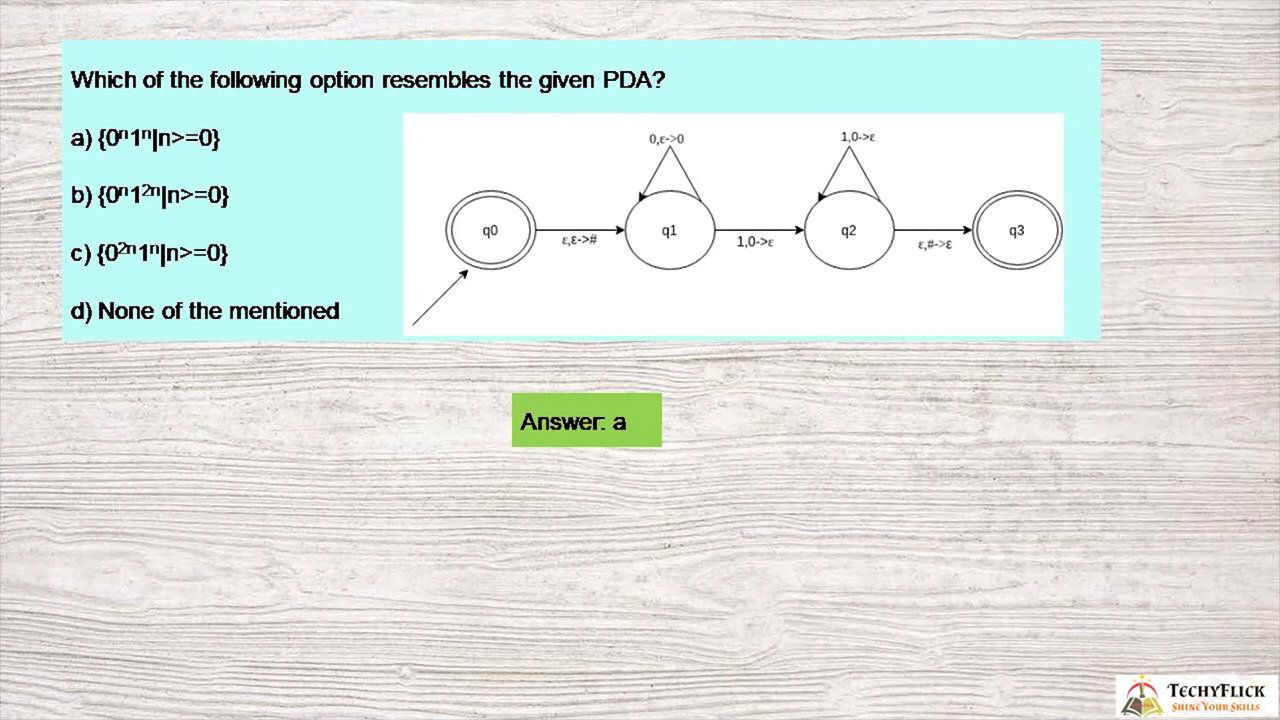 Which of the following option resembles the given PDA?
a) {0ⁿ1ⁿ|n>=0}
b) {0ⁿ1²ⁿ|n>=0}
c) {0²ⁿ1ⁿ|n>=0}
d) None of the mentioned
0,ε->0
1,0->ε
q0
q1
q2
q3
ε,ε->#
1,0->ε
ε,#->ε
Answer: a
TECHYFLICK
SHINE YOUR SKILLS